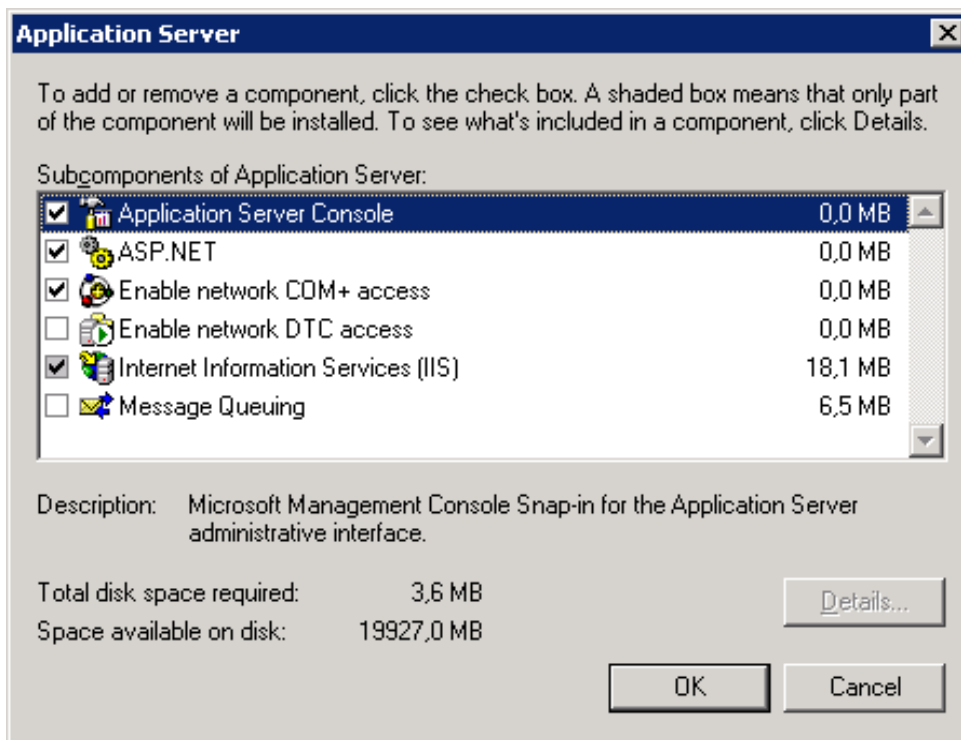 Application Server
To add or remove a component, click the check box. A shaded box means that only part
of the component will be installed. To see what's included in a component, click Details.
Subcomponents of Application Server:
Application Server Console 0,0 MB
ASP.NET 0,0 MB
Enable network COM+ access 0,0 MB
Enable network DTC access 0,0 MB
Internet Information Services (IIS) 18,1 MB
Message Queuing 6,5 MB
Description: Microsoft Management Console Snap-in for the Application Server
administrative interface.
Total disk space required: 3,6 MB
Details...
Space available on disk: 19927,0 MB
OK Cancel